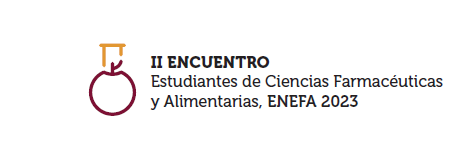 II ENCUENTRO
Estudiantes de Ciencias Farmacéuticas
y Alimentarias, ENEFA 2023